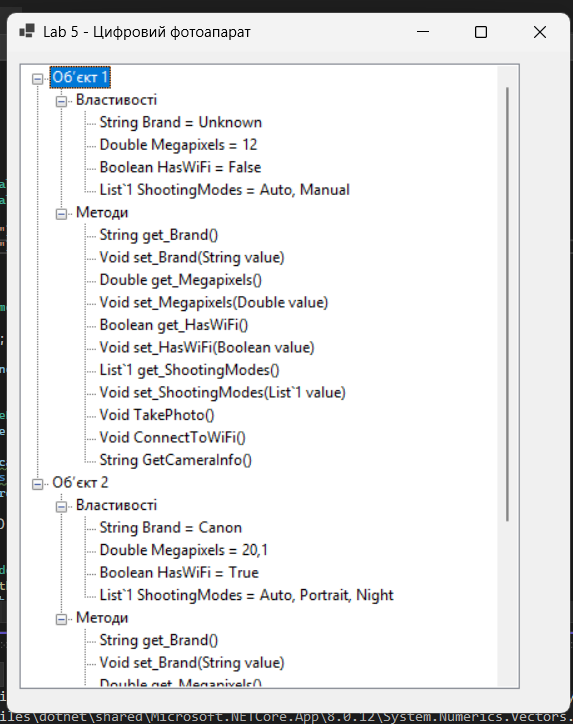 Lab 5 - Цифровий фотоапарат
Об'єкт 1
Властивості
String Brand = Unknown
Double Megapixels = 12
Boolean HasWiFi = False
List`1 ShootingModes = Auto, Manual
Методи
String get_Brand()
Void set_Brand(String value)
Double get_Megapixels()
Void set_Megapixels(Double value)
Boolean get_HasWiFi()
Void set_HasWiFi(Boolean value)
List`1 get_ShootingModes()
Void set_ShootingModes(List`1 value)
Void TakePhoto()
Void ConnectToWiFi()
String GetCameraInfo()
Об'єкт 2
Властивості
String Brand = Canon
Double Megapixels = 20,1
Boolean HasWiFi = True
List`1 ShootingModes = Auto, Portrait, Night
Методи
String get_Brand()
Void set_Brand(String value)
Double get_Megapixels()
iles\dotnet\shared\Microsoft.NETCore.App\8.0.12\System.Numerics.Vectors.